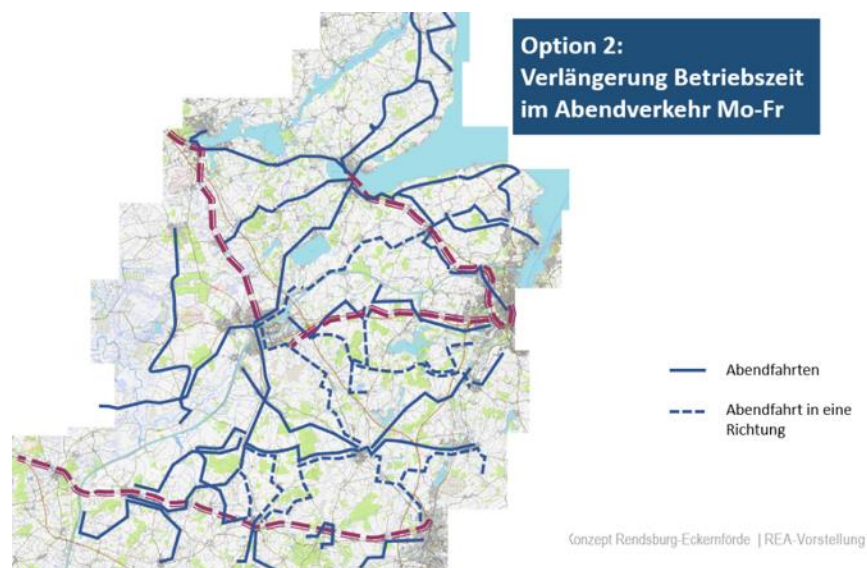 Option 2:
Verlängerung Betriebszeit
im Abendverkehr Mo-Fr
Abendfahrten
Abendfahrt in eine
Richtung
Konzept Rendsburg-Eckernförde | REA-Vorstellung